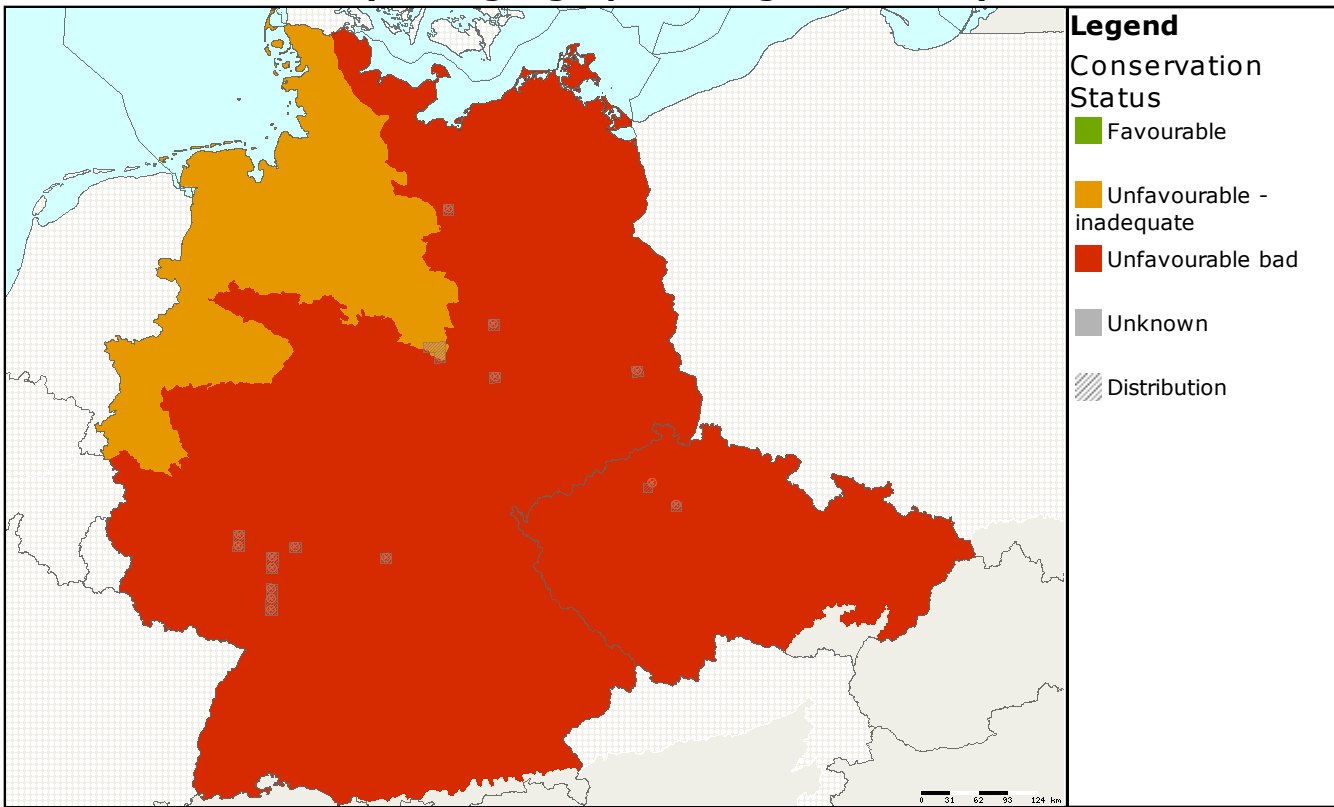 Legend
Conservation
Status
Favourable
Unfavourable -
inadequate
Unfavourable bad
Unknown
Distribution
0 31 62 93 124 km